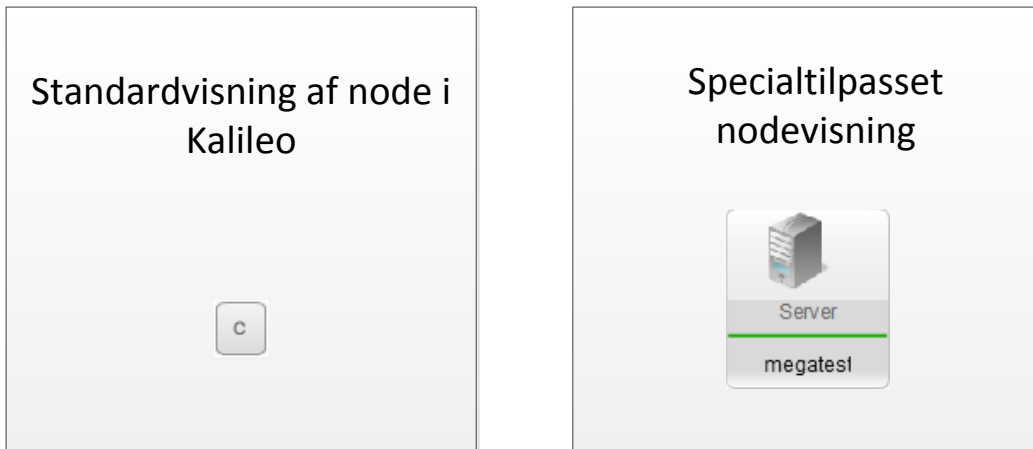 Standardvisning af node i
Kalileo
C
Specialtilpasset
nodevisning
Server
megatest